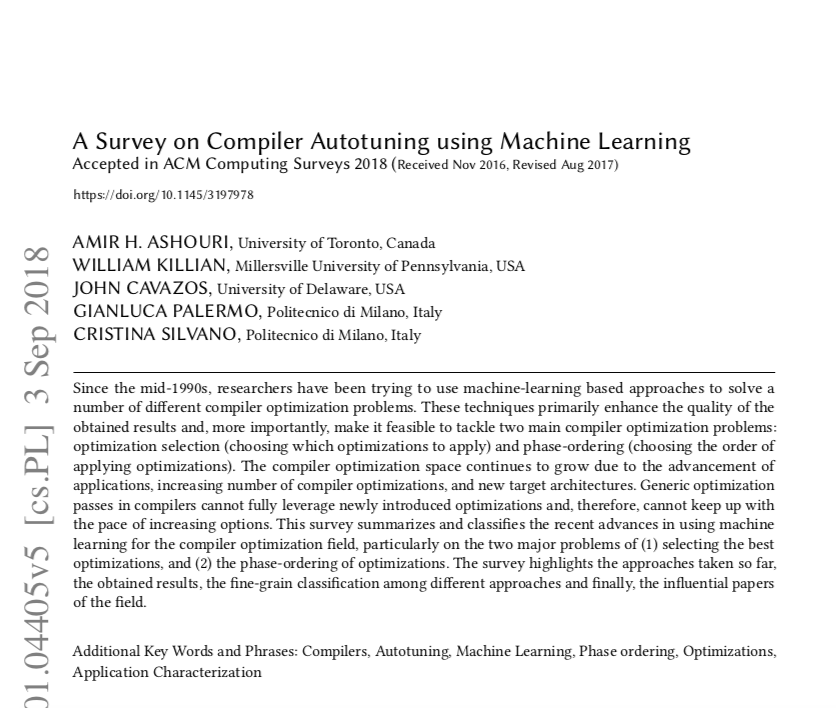 A Survey on Compiler Autotuning using Machine Learning
Accepted in ACM Computing Surveys 2018 (Received Nov 2016, Revised Aug 2017)
https://doi.org/10.1145/3197978
AMIR H. ASHOURI, University of Toronto, Canada
WILLIAM KILLIAN, Millersville University of Pennsylvania, USA
JOHN CAVAZOS, University of Delaware, USA
GIANLUCA PALERMO, Politecnico di Milano, Italy
CRISTINA SILVANO, Politecnico di Milano, Italy
Since the mid-1990s, researchers have been trying to use machine-learning based approaches to solve a
number of different compiler optimization problems. These techniques primarily enhance the quality of the
obtained results and, more importantly, make it feasible to tackle two main compiler optimization problems:
optimization selection (choosing which optimizations to apply) and phase-ordering (choosing the order of
applying optimizations). The compiler optimization space continues to grow due to the advancement of
applications, increasing number of compiler optimizations, and new target architectures. Generic optimization
passes in compilers cannot fully leverage newly introduced optimizations and, therefore, cannot keep up with
the pace of increasing options. This survey summarizes and classifies the recent advances in using machine
learning for the compiler optimization field, particularly on the two major problems of (1) selecting the best
optimizations, and (2) the phase-ordering of optimizations. The survey highlights the approaches taken so far,
the obtained results, the fine-grain classification among different approaches and finally, the influential papers
of the field.
Additional Key Words and Phrases: Compilers, Autotuning, Machine Learning, Phase ordering, Optimizations,
Application Characterization
01.04405v5 [cs.PL] 3 Sep 2018